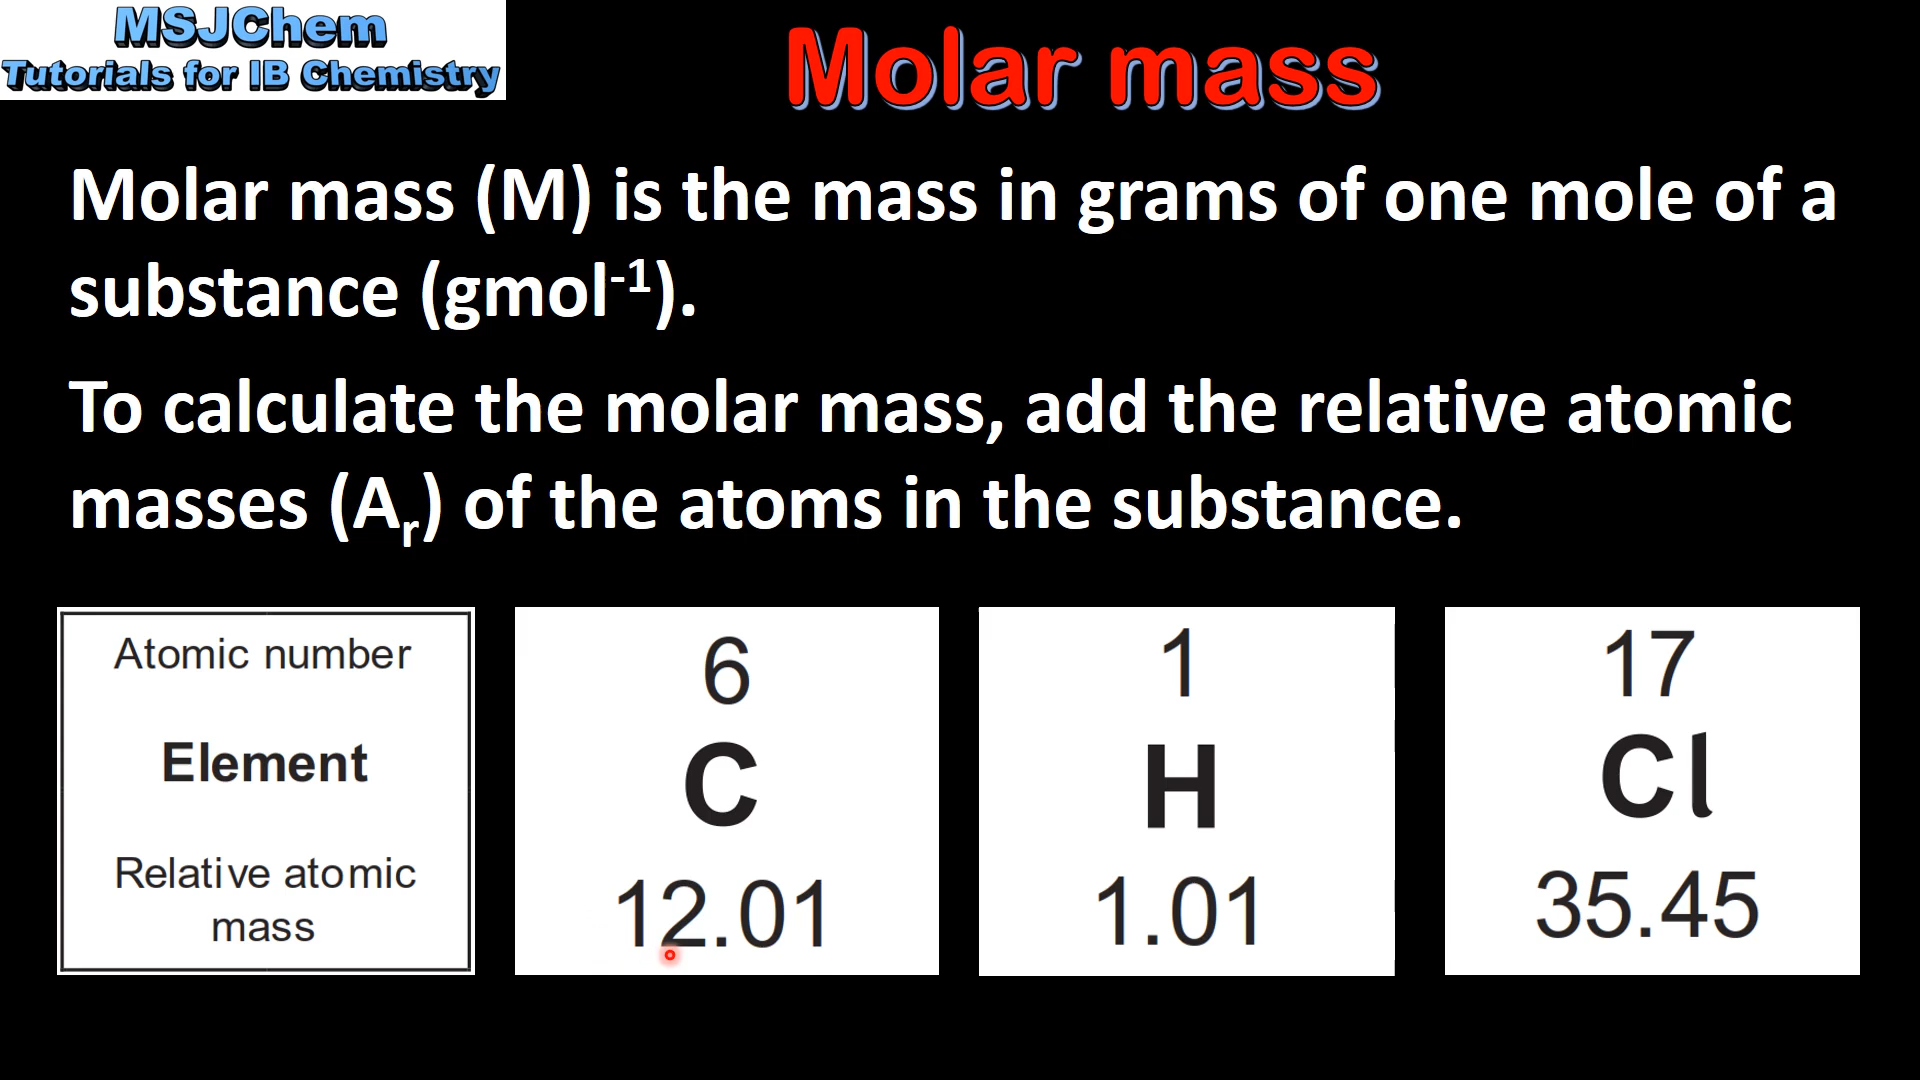 MSJChem
Tutorials for IB Chemistry
Molar mass
Molar mass (M) is the mass in grams of one mole of a
substance (gmol⁻¹).
To calculate the molar mass, add the relative atomic
masses (Aᵣ) of the atoms in the substance.
Atomic number
Element
Relative atomic
mass
6
C
12.01
1
H
1.01
17
Cl
35.45